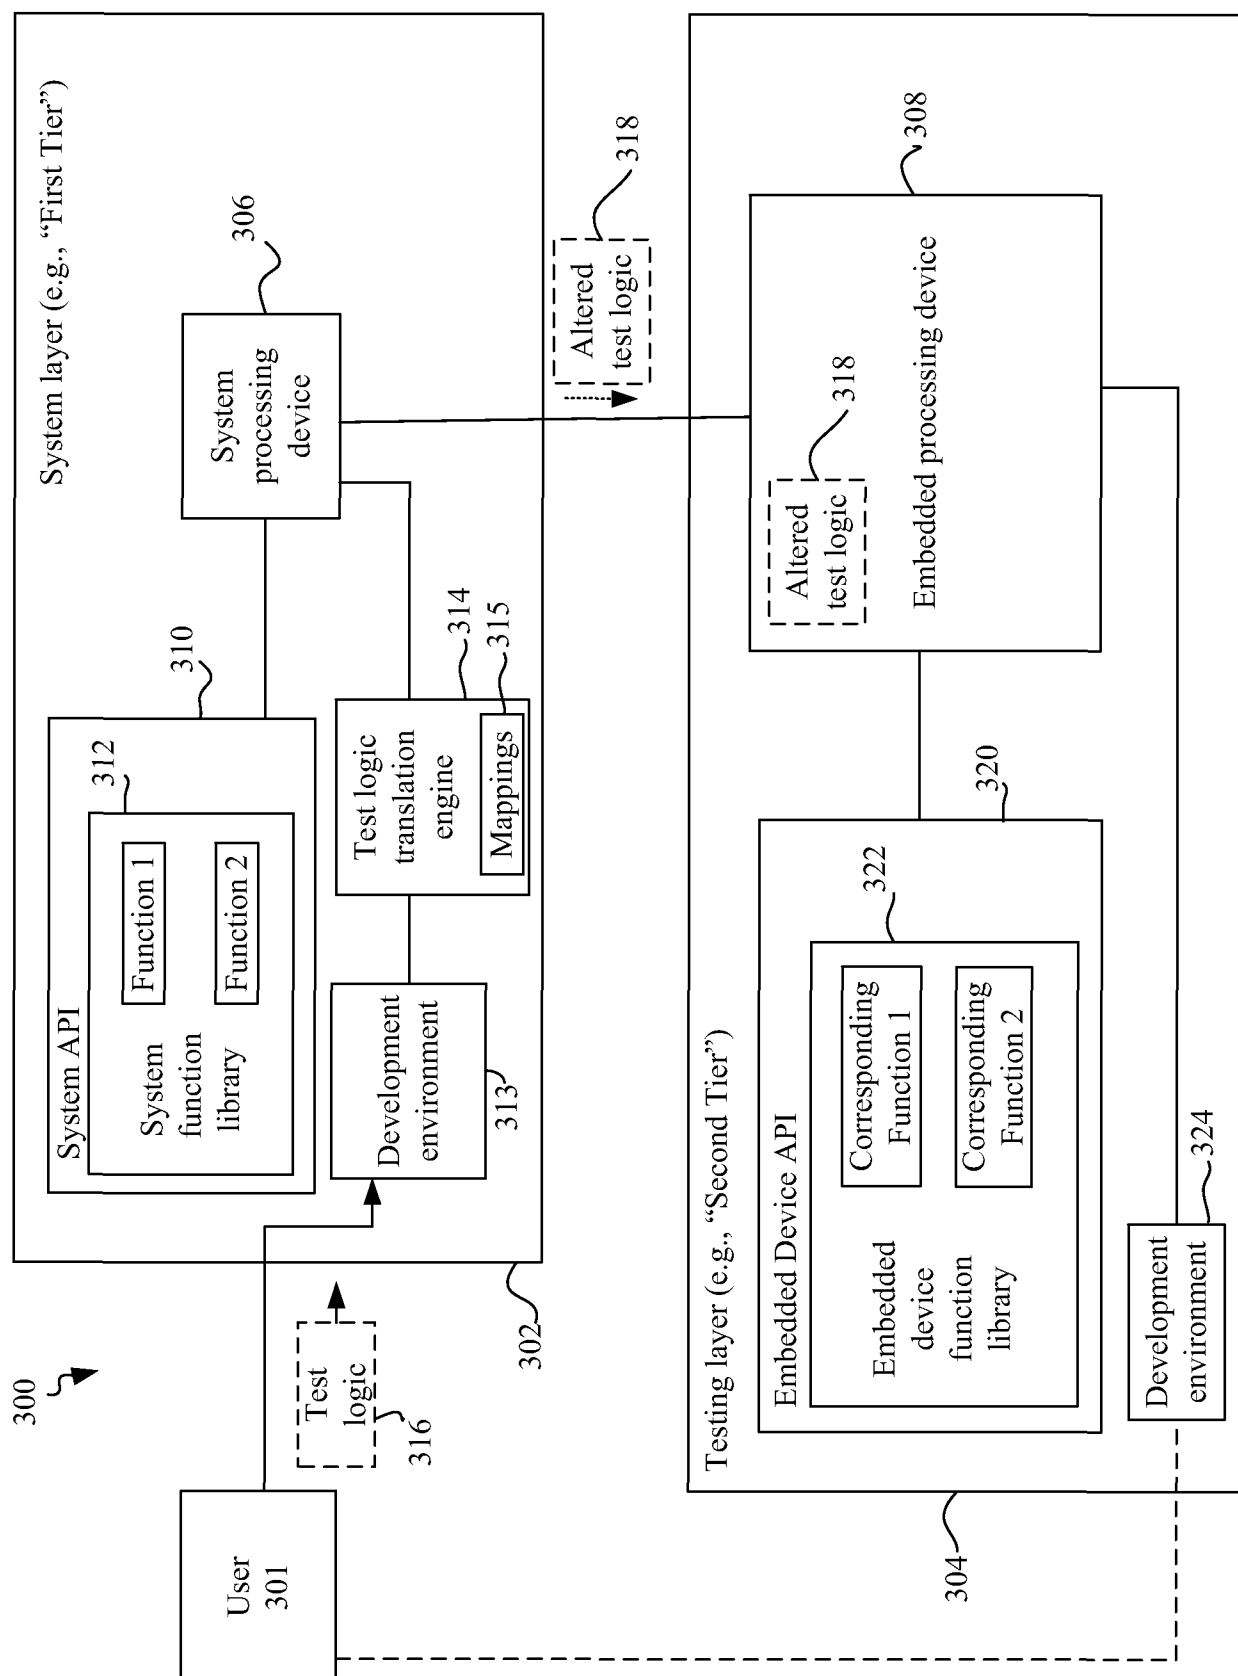 300
User
301
Test
logic
316
302
System layer (e.g., “First Tier”)
System API
310
312
System
function
library
Function 1
Function 2
Development
environment
313
Test logic
translation
engine
Mappings
314
315
System
processing
device
306
Altered
test logic
318
304
Testing layer (e.g., “Second Tier”)
Embedded Device API
320
322
Embedded
device
function
library
Corresponding
Function 1
Corresponding
Function 2
Development
environment
324
Altered
test logic
318
Embedded processing device
308